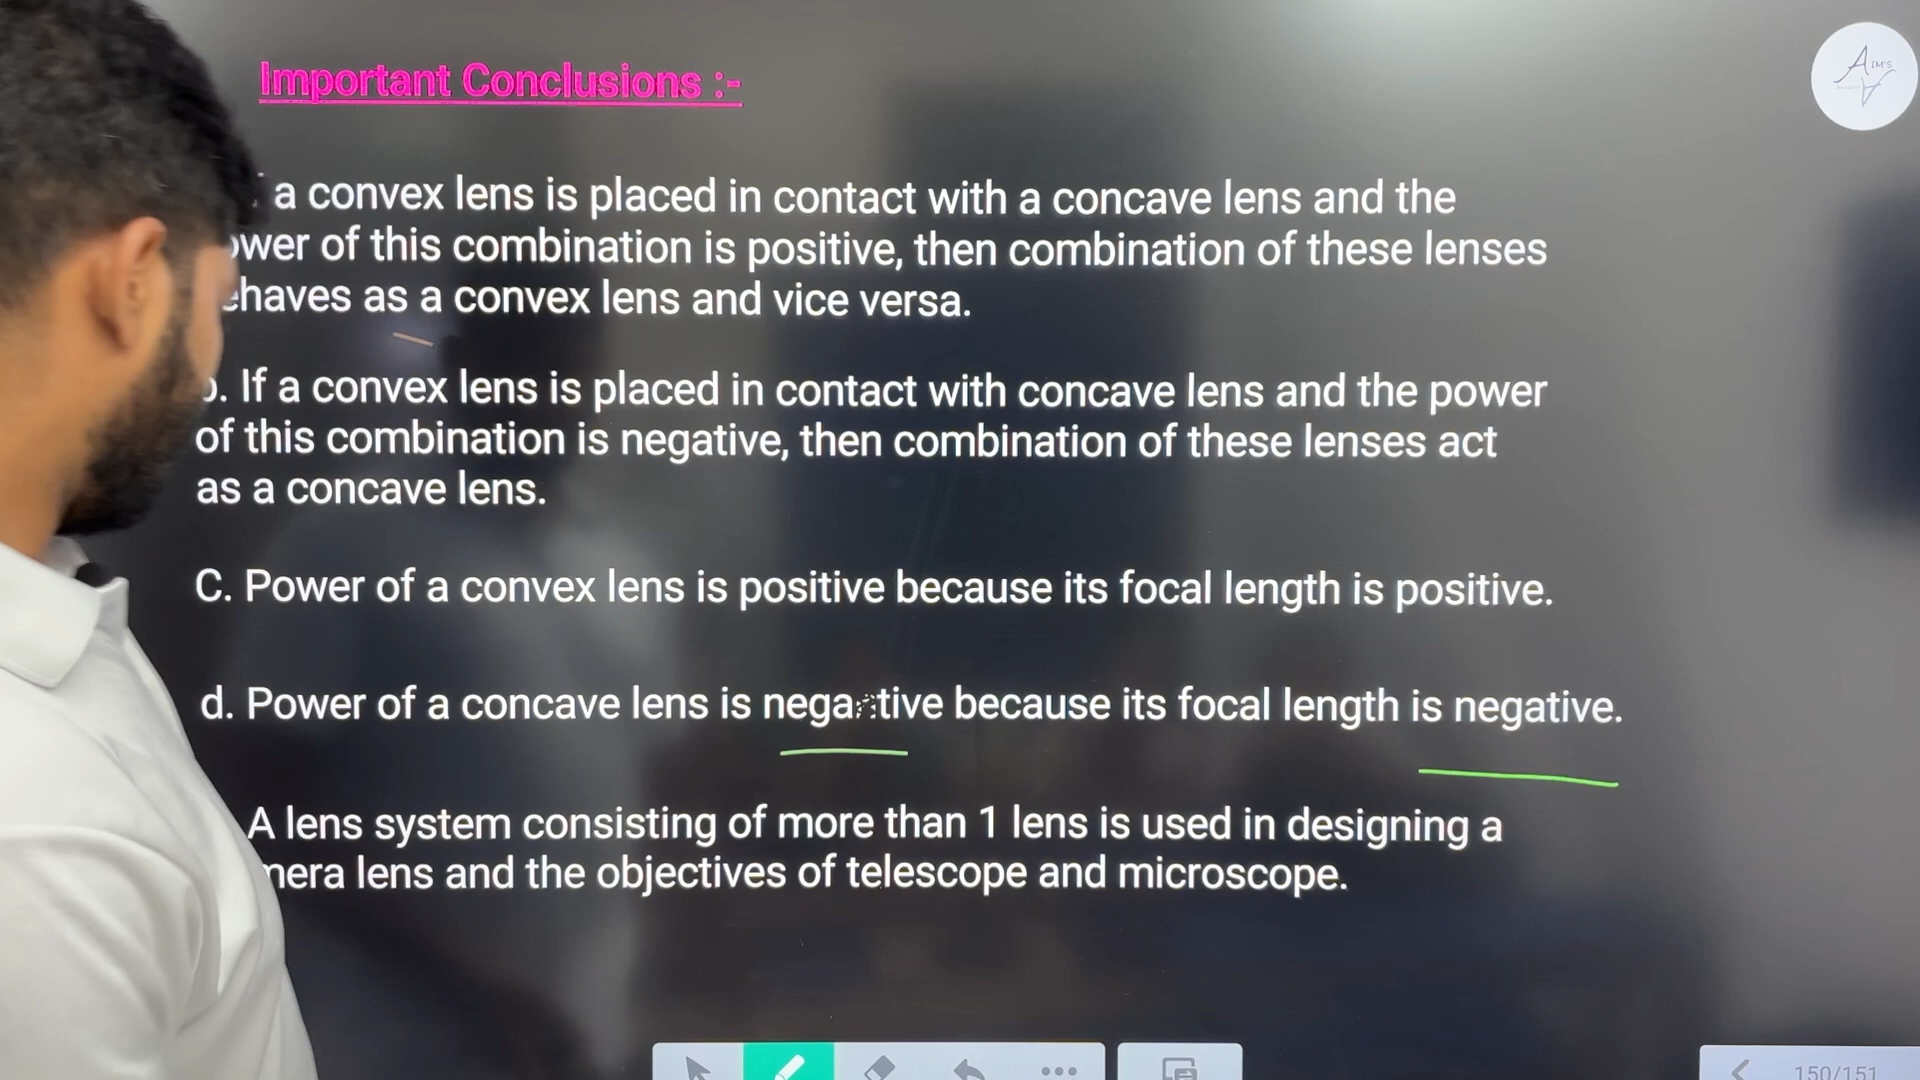 Important Conclusions :-
AIM'S
a convex lens is placed in contact with a concave lens and the
of this combination is positive, then combination of these lenses
as a convex lens and vice versa.
If a convex lens is placed in contact with concave lens and the power
of this combination is negative, then combination of these lenses act
as a concave lens.
C. Power of a convex lens is positive because its focal length is positive.
d. Power of a concave lens is negative because its focal length is negative.
A lens system consisting of more than 1 lens is used in designing a
lens and the objectives of telescope and microscope.
150/151